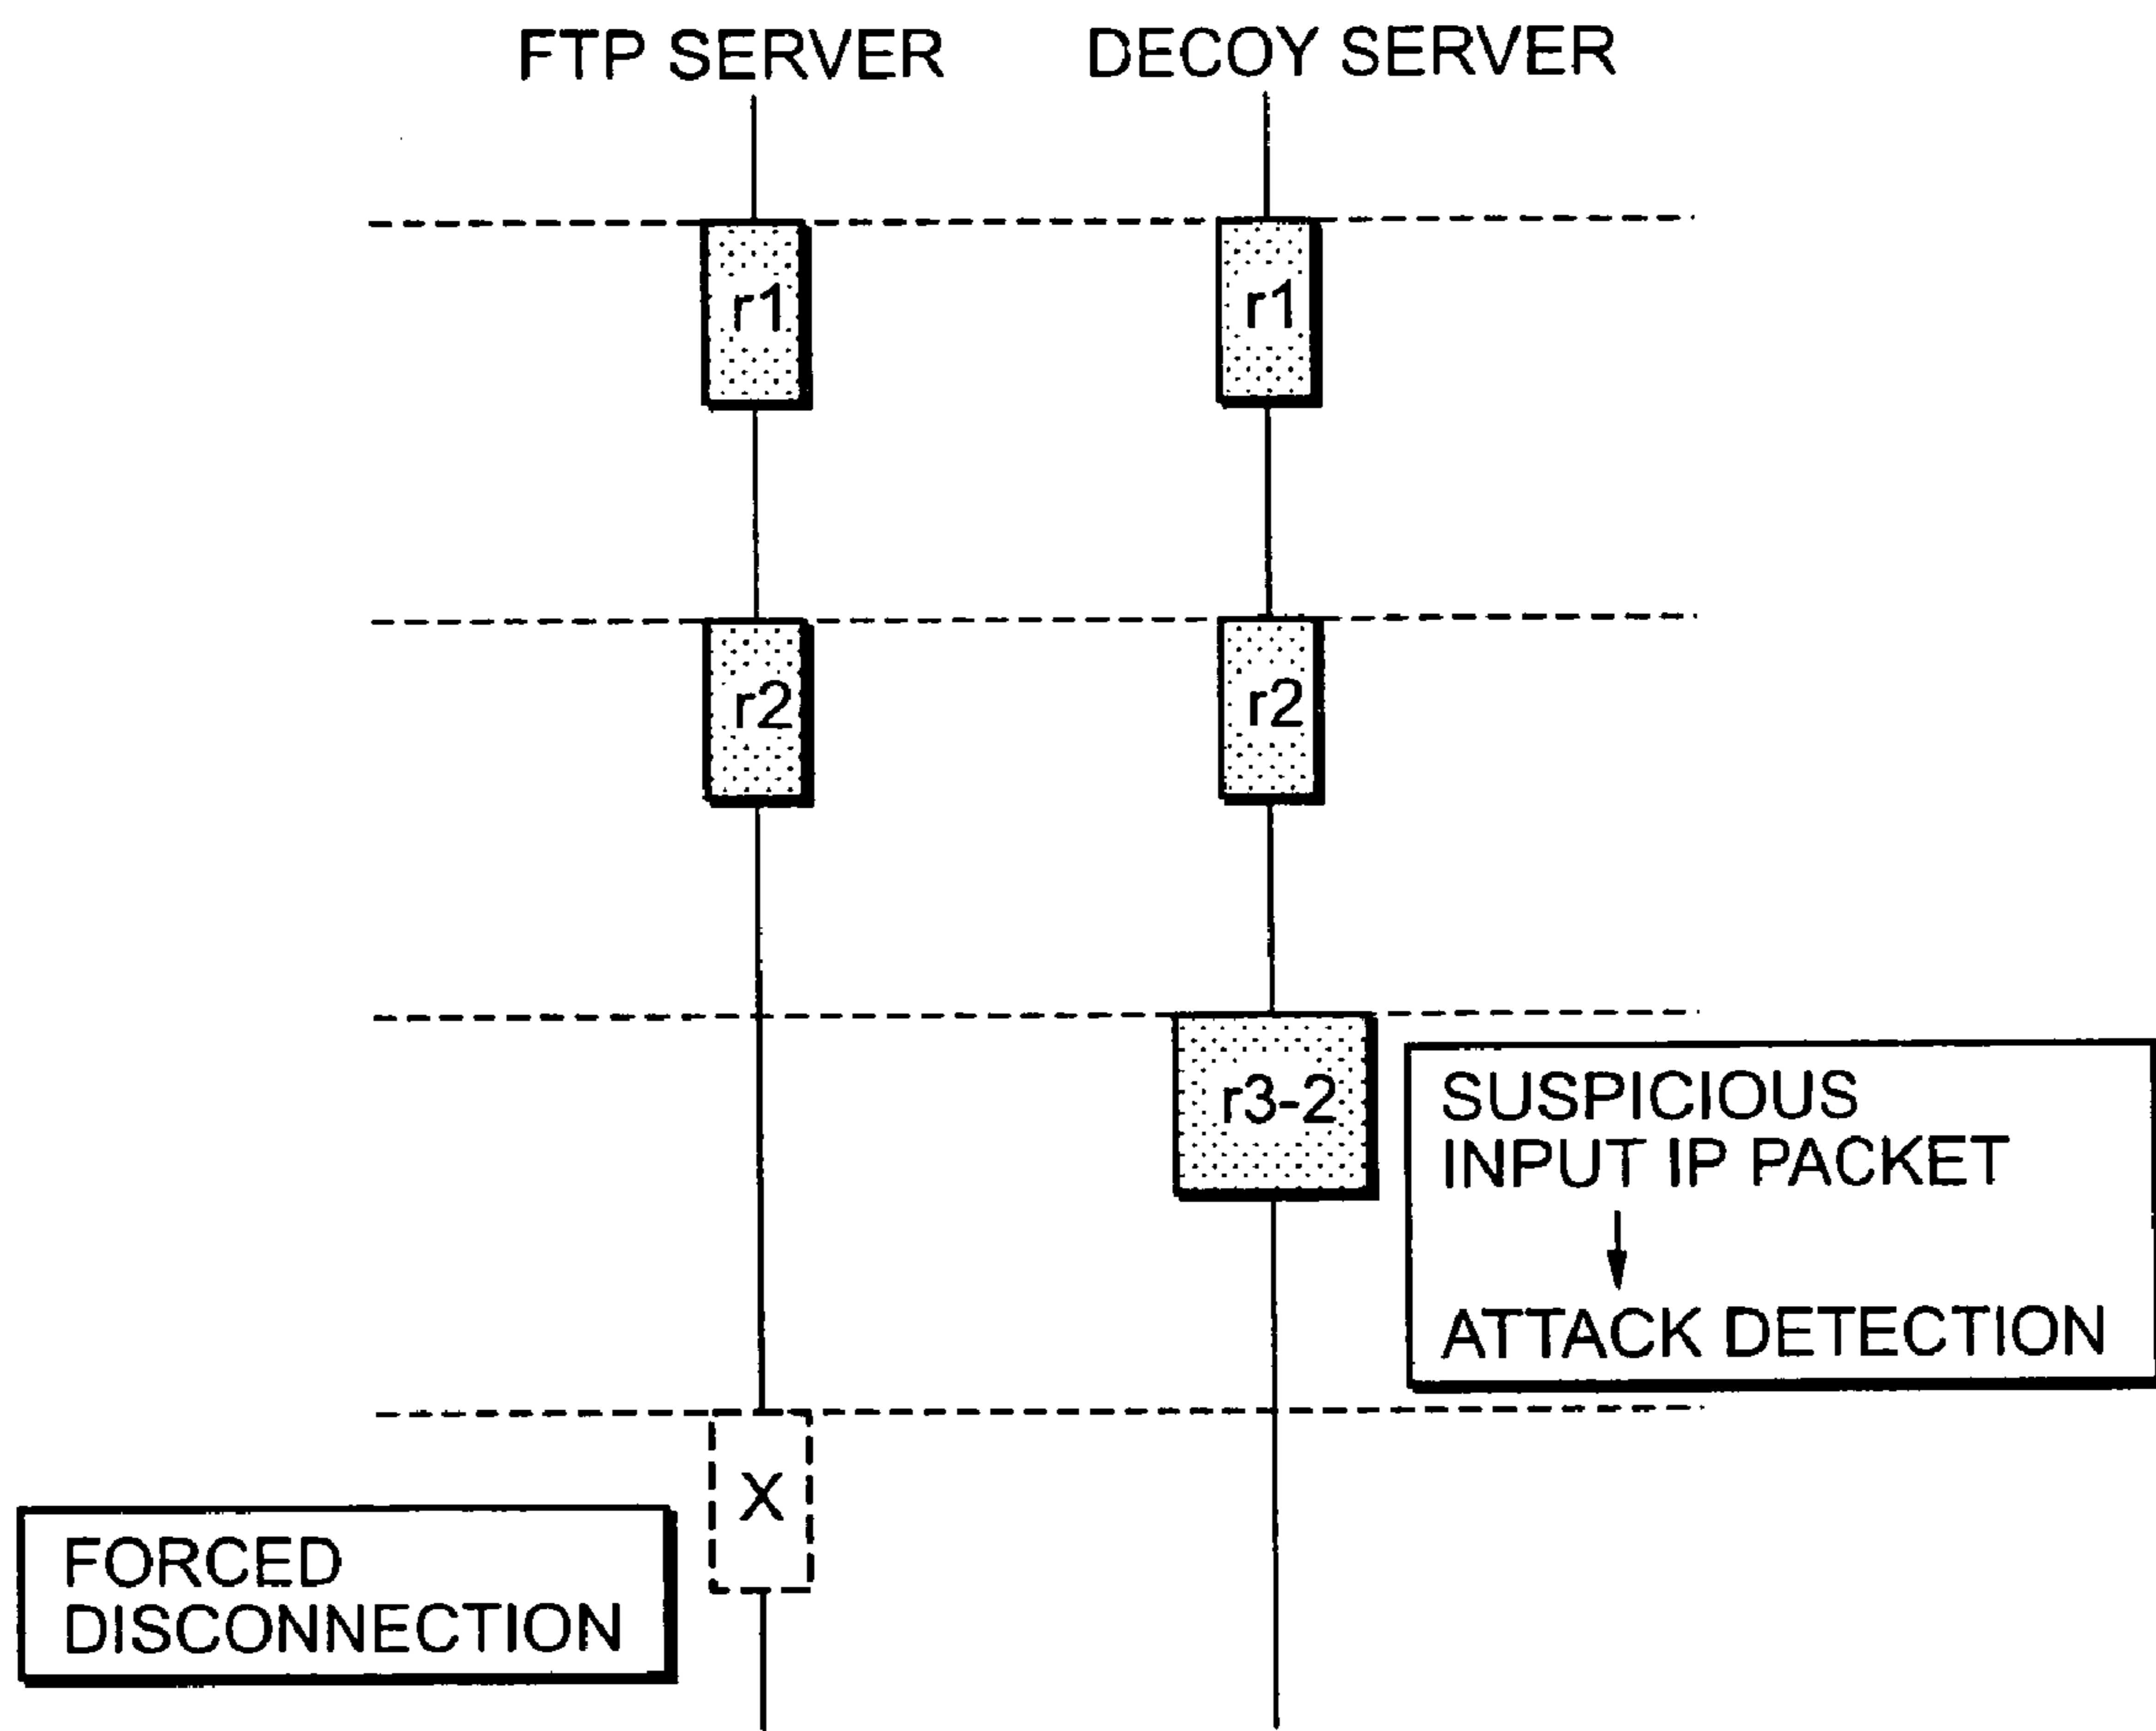 FTP SERVER
DECOY SERVER
r1
r1
r2
r2
r3-2
SUSPICIOUS
INPUT IP PACKET
ATTACK DETECTION
X
FORCED
DISCONNECTION